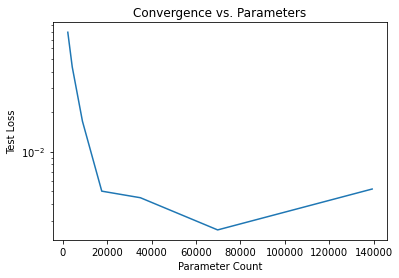 Convergence vs. Parameters
Test Loss
10⁻²
0 20000 40000 60000 80000 100000 120000 140000
Parameter Count